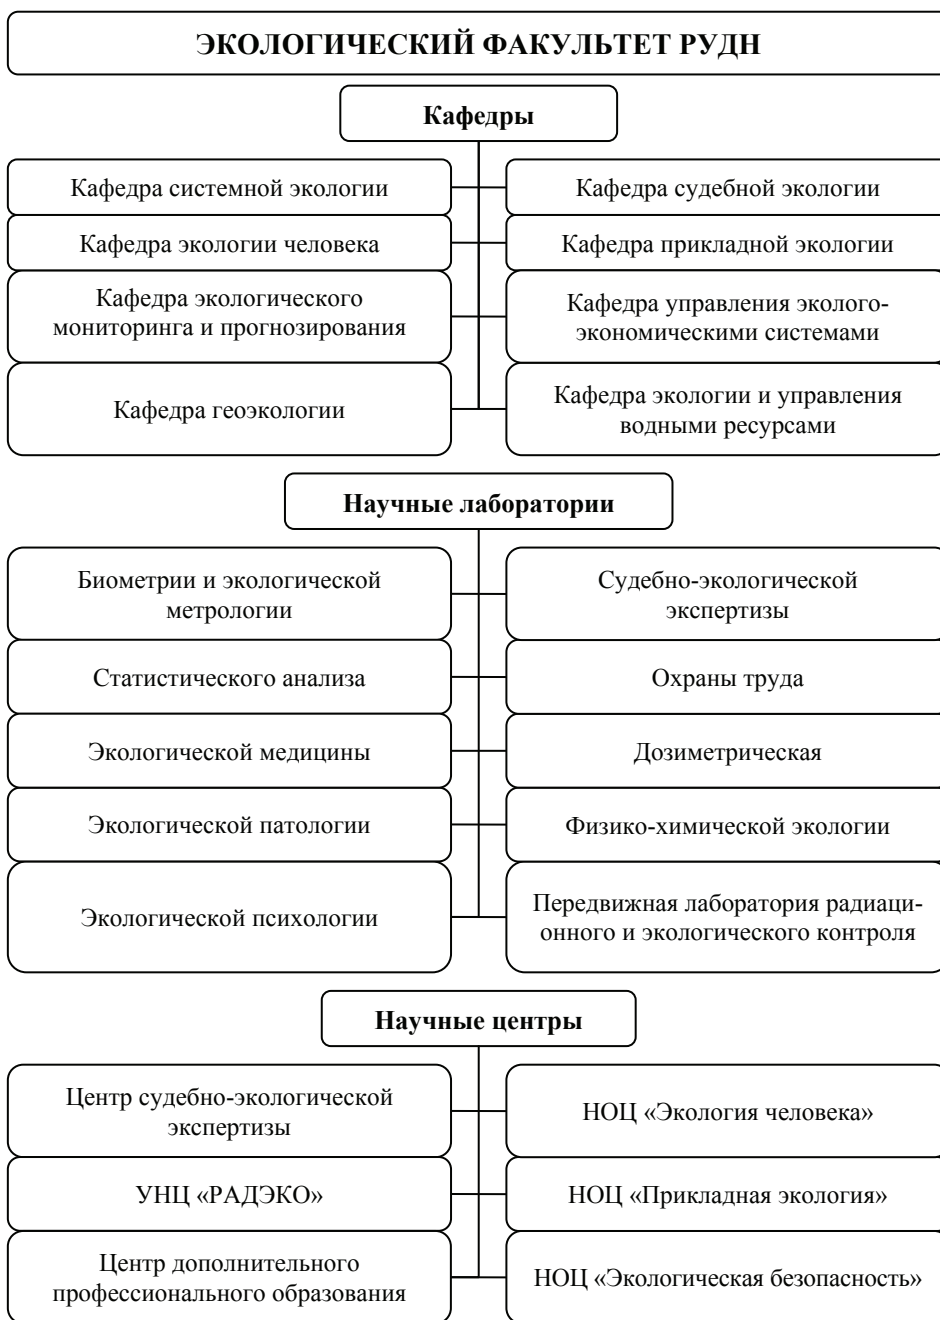 ЭКОЛОГИЧЕСКИЙ ФАКУЛЬТЕТ РУДН
Кафедры
Кафедра системной экологии
Кафедра судебной экологии
Кафедра экологии человека
Кафедра прикладной экологии
Кафедра экологического
мониторинга и прогнозирования
Кафедра управления эколого-
экономическими системами
Кафедра геоэкологии
Кафедра экологии и управления
водными ресурсами
Научные лаборатории
Биометрии и экологической
метрологии
Судебно-экологической
экспертизы
Статистического анализа
Охраны труда
Экологической медицины
Дозиметрическая
Экологической патологии
Физико-химической экологии
Экологической психологии
Передвижная лаборатория радиаци-
онного и экологического контроля
Научные центры
Центр судебно-экологической
экспертизы
НОЦ «Экология человека»
УНЦ «РАДЭКО»
НОЦ «Прикладная экология»
Центр дополнительного
профессионального образования
НОЦ «Экологическая безопасность»